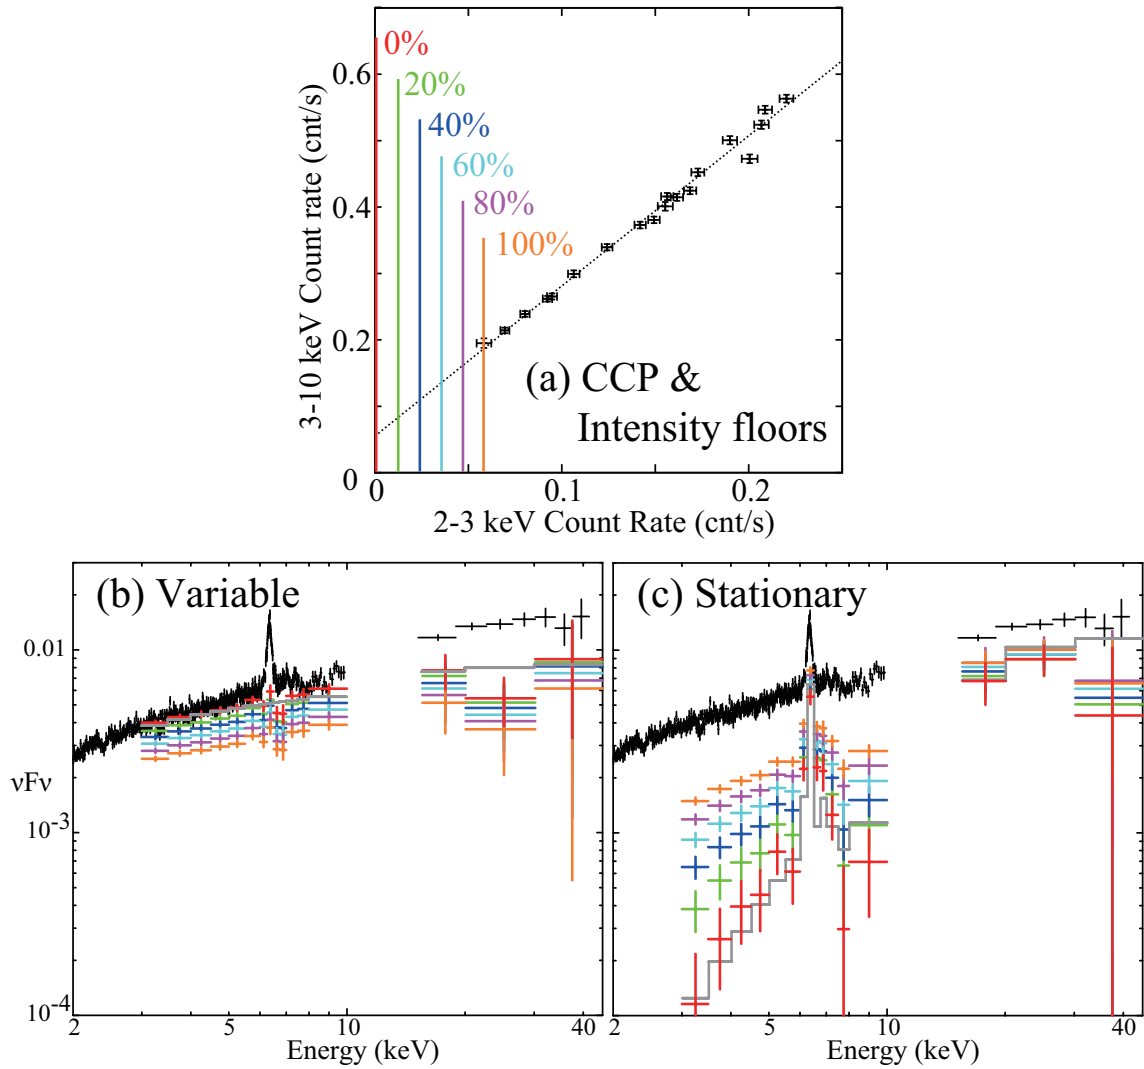 0%
20%
40%
60%
80%
100%
0.6
0.4
0.2
0
0
0.1
0.2
3-10 keV Count rate (cnt/s)
2-3 keV Count Rate (cnt/s)
(a) CCP &
Intensity floors
(b) Variable
(c) Stationary
0.01
νFν
10⁻³
10⁻⁴
2
5
10
40
2
5
10
40
Energy (keV)
Energy (keV)